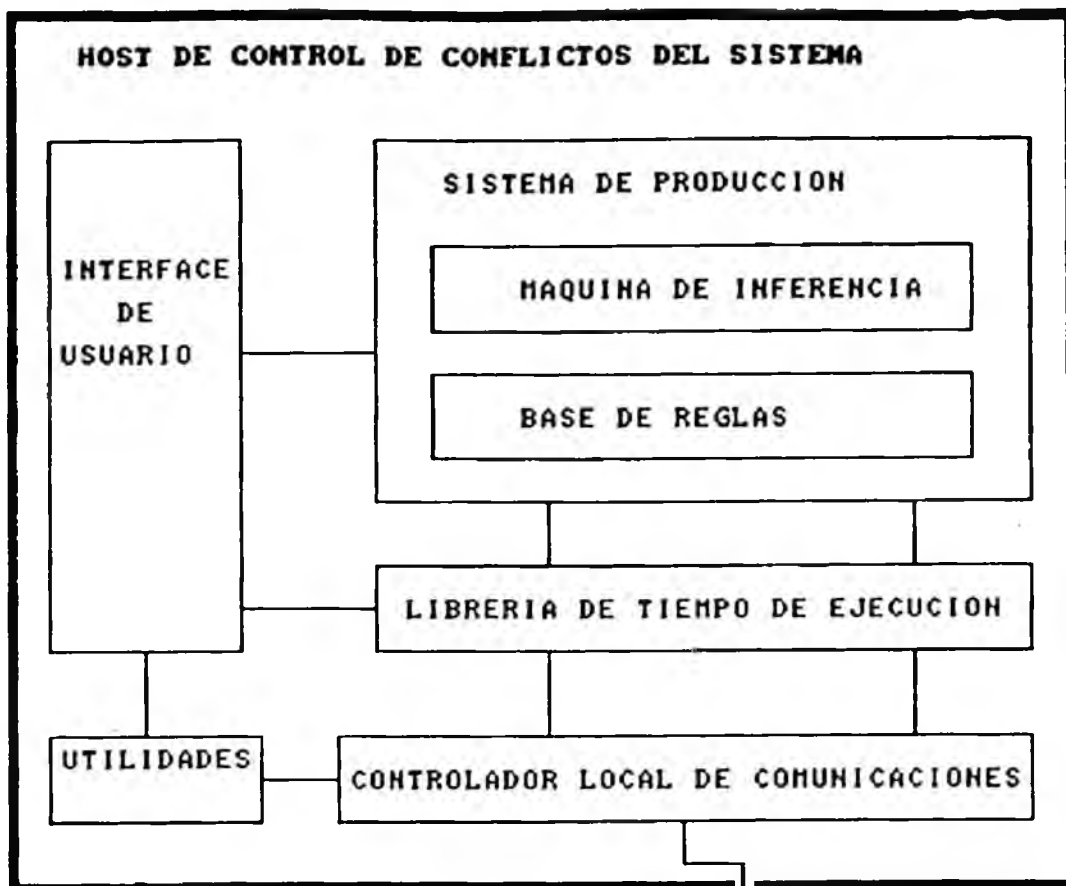 HOST DE CONTROL DE CONFLICTOS DEL SISTEMA
INTERFACE
DE
USUARIO
SISTEMA DE PRODUCCION
MAQUINA DE INFERENCIA
BASE DE REGLAS
LIBRERIA DE TIEMPO DE EJECUCION
UTILIDADES
CONTROLADOR LOCAL DE COMUNICACIONES